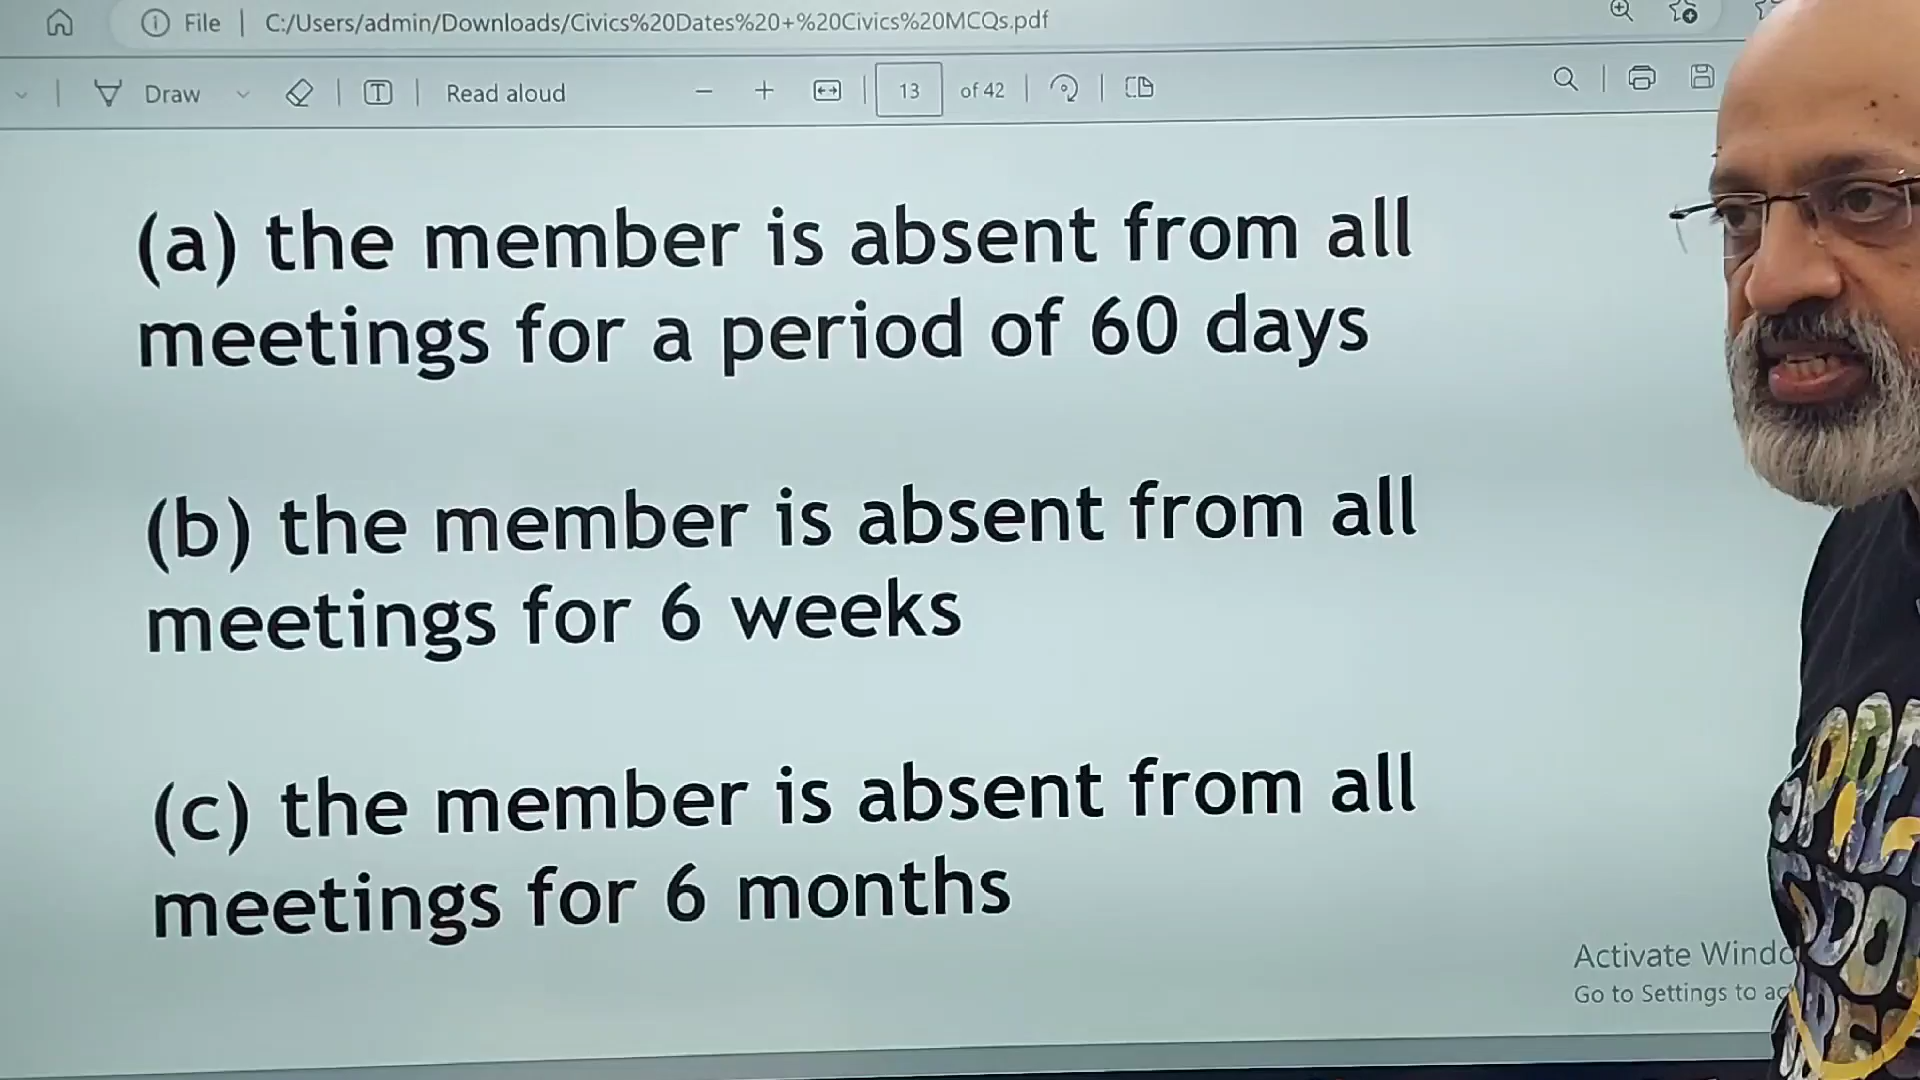 File | C:/Users/admin/Downloads/Civics%20Dates%20+%20Civics%20MCQs.pdf
Draw | T | Read aloud 13 of 42
(a) the member is absent from all
meetings for a period of 60 days
(b) the member is absent from all
meetings for 6 weeks
(c) the member is absent from all
meetings for 6 months
Activate Windo
Go to Settings to ac